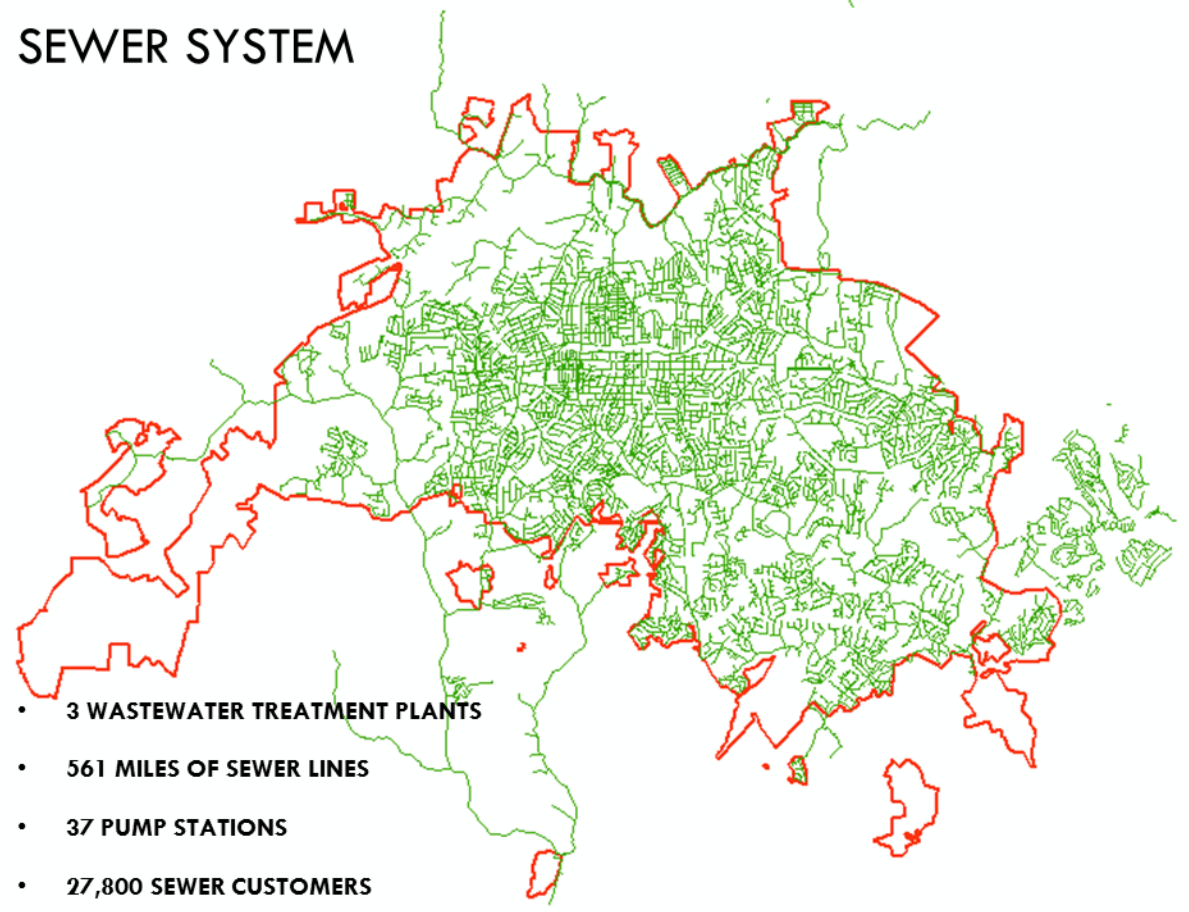 SEWER SYSTEM
• 3 WASTEWATER TREATMENT PLANTS
• 561 MILES OF SEWER LINES
• 37 PUMP STATIONS
• 27,800 SEWER CUSTOMERS